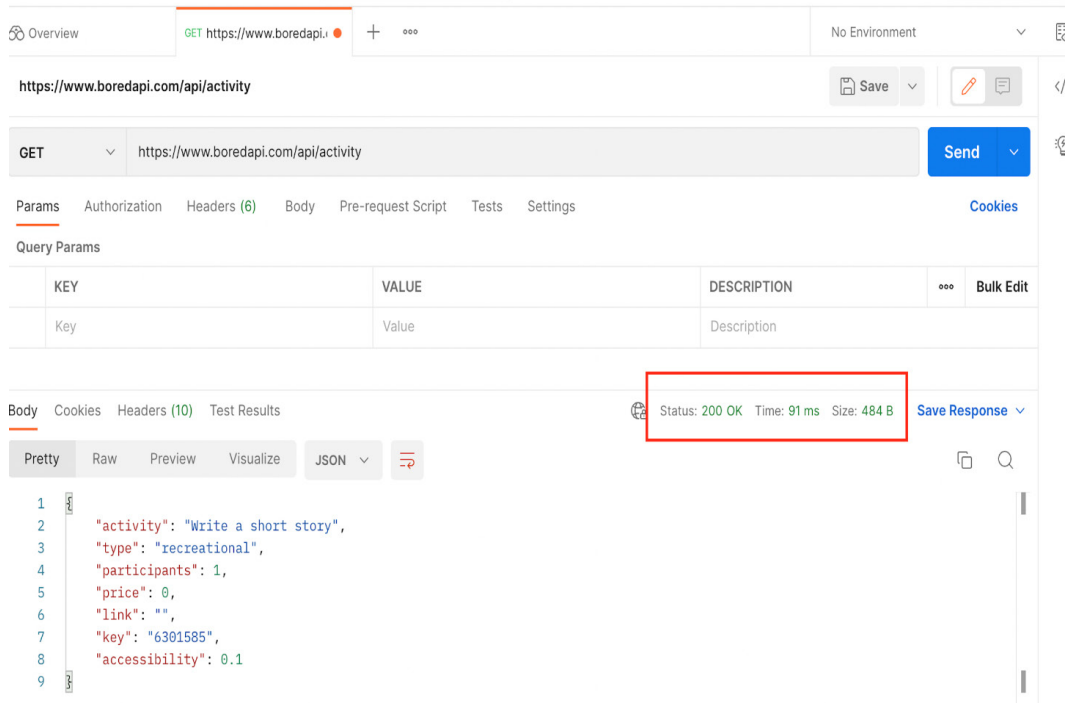 Overview
GET https://www.boredapi.
No Environment
https://www.boredapi.com/api/activity
Save
GET
https://www.boredapi.com/api/activity
Send
Params Authorization Headers (6) Body Pre-request Script Tests Settings Cookies
Query Params
KEY VALUE DESCRIPTION ooo Bulk Edit
Key Value Description
Body Cookies Headers (10) Test Results Status: 200 OK Time: 91 ms Size: 484 B Save Response
Pretty Raw Preview Visualize JSON
1 {
2 "activity": "Write a short story",
3 "type": "recreational",
4 "participants": 1,
5 "price": 0,
6 "link": "",
7 "key": "6301585",
8 "accessibility": 0.1
9 }